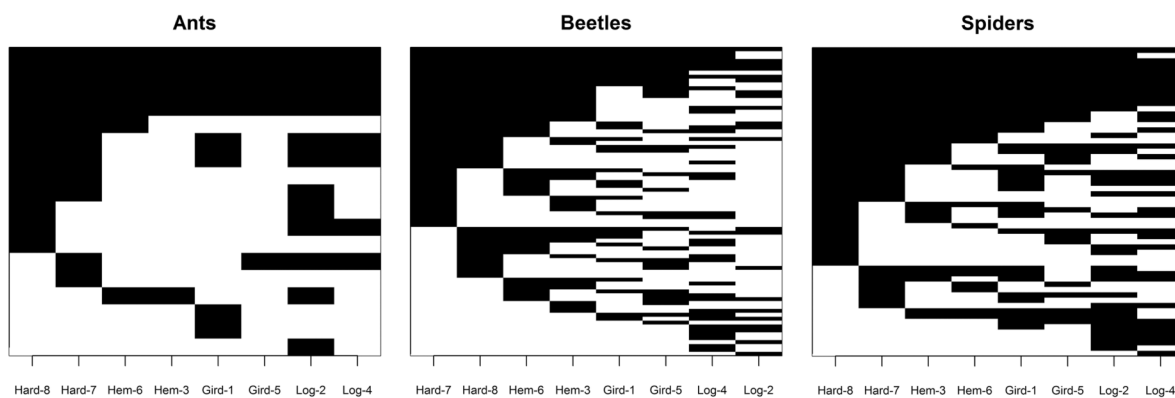 Ants Beetles Spiders
Hard-8 Hard-7 Hem-6 Hem-3 Gird-1 Gird-5 Log-2 Log-4 Hard-7 Hard-8 Hem-6 Hem-3 Gird-1 Gird-5 Log-4 Log-2 Hard-8 Hard-7 Hem-3 Hem-6 Gird-1 Gird-5 Log-2 Log-4